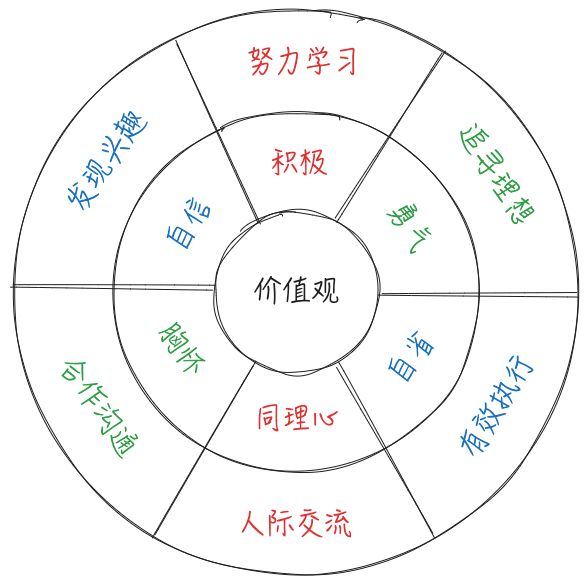 努力学习
积极
发现兴趣
自信
追寻理想
勇气
价值观
胸怀
自省
合作沟通
有效执行
同理心
人际交流